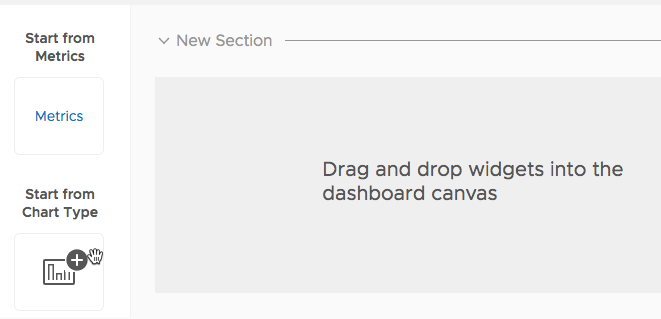 Start from
Metrics
Metrics
Start from
Chart Type
New Section
Drag and drop widgets into the
dashboard canvas